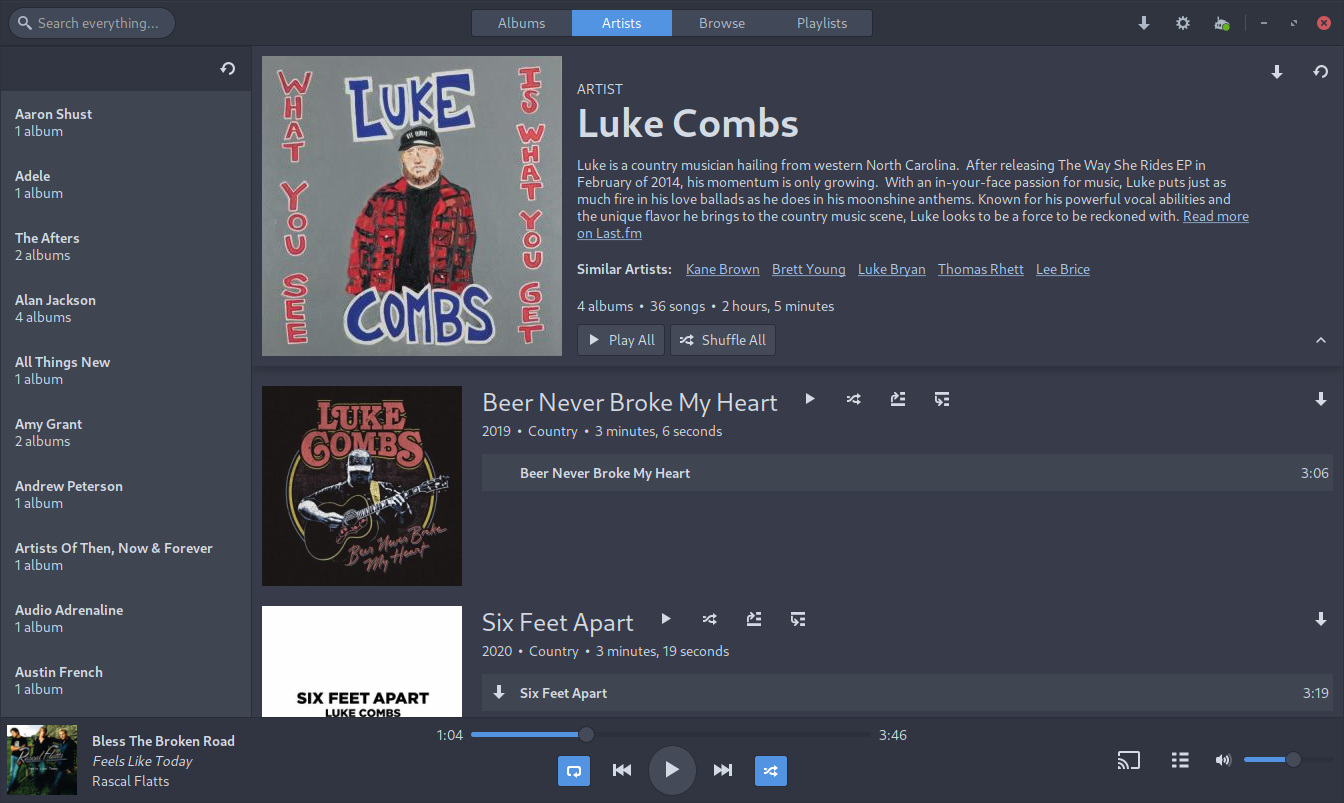 Search everything...
Albums
Artists
Browse
Playlists
Aaron Shust
1 album
Adele
1 album
The Afters
2 albums
Alan Jackson
4 albums
All Things New
1 album
Amy Grant
2 albums
Andrew Peterson
1 album
Artists Of Then, Now & Forever
1 album
Audio Adrenaline
1 album
Austin French
1 album
WHAT YOU SEE
LUKE
COMBS
IS WHAT YOU GET
ARTIST
Luke Combs
Luke is a country musician hailing from western North Carolina.  After releasing The Way She Rides EP in
February of 2014, his momentum is only growing.  With an in-your-face passion for music, Luke puts just as
much fire in his love ballads as he does in his moonshine anthems. Known for his powerful vocal abilities and
the unique flavor he brings to the country music scene, Luke looks to be a force to be reckoned with. Read more
on Last.fm
Similar Artists: Kane Brown Brett Young Luke Bryan Thomas Rhett Lee Brice
4 albums • 36 songs • 2 hours, 5 minutes
Play All
Shuffle All
LUKE
COMBS
Beer Never Broke
My Heart
Beer Never Broke My Heart
2019 • Country • 3 minutes, 6 seconds
Beer Never Broke My Heart 3:06
SIX FEET APART
LUKE COMBS
Six Feet Apart
2020 • Country • 3 minutes, 19 seconds
Six Feet Apart 3:19
Rascal Flatts
Bless The Broken Road
Feels Like Today
Rascal Flatts
1:04
3:46